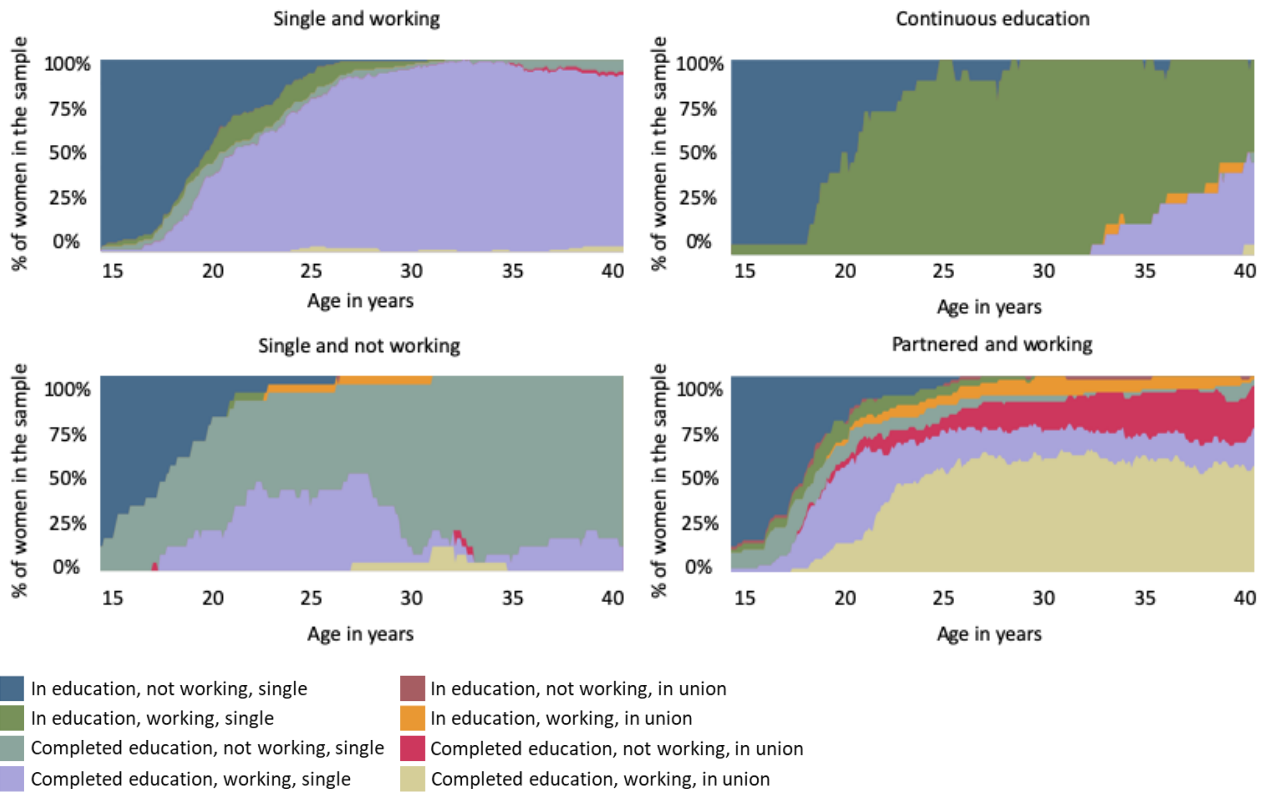 Single and working
% of women in the sample
100%
75%
50%
25%
0%
15 20 25 30 35 40
Age in years
Continuous education
% of women in the sample
100%
75%
50%
25%
0%
15 20 25 30 35 40
Age in years
Single and not working
% of women in the sample
100%
75%
50%
25%
0%
15 20 25 30 35 40
Age in years
Partnered and working
% of women in the sample
100%
75%
50%
25%
0%
15 20 25 30 35 40
Age in years
In education, not working, single
In education, working, single
Completed education, not working, single
Completed education, working, single
In education, not working, in union
In education, working, in union
Completed education, not working, in union
Completed education, working, in union